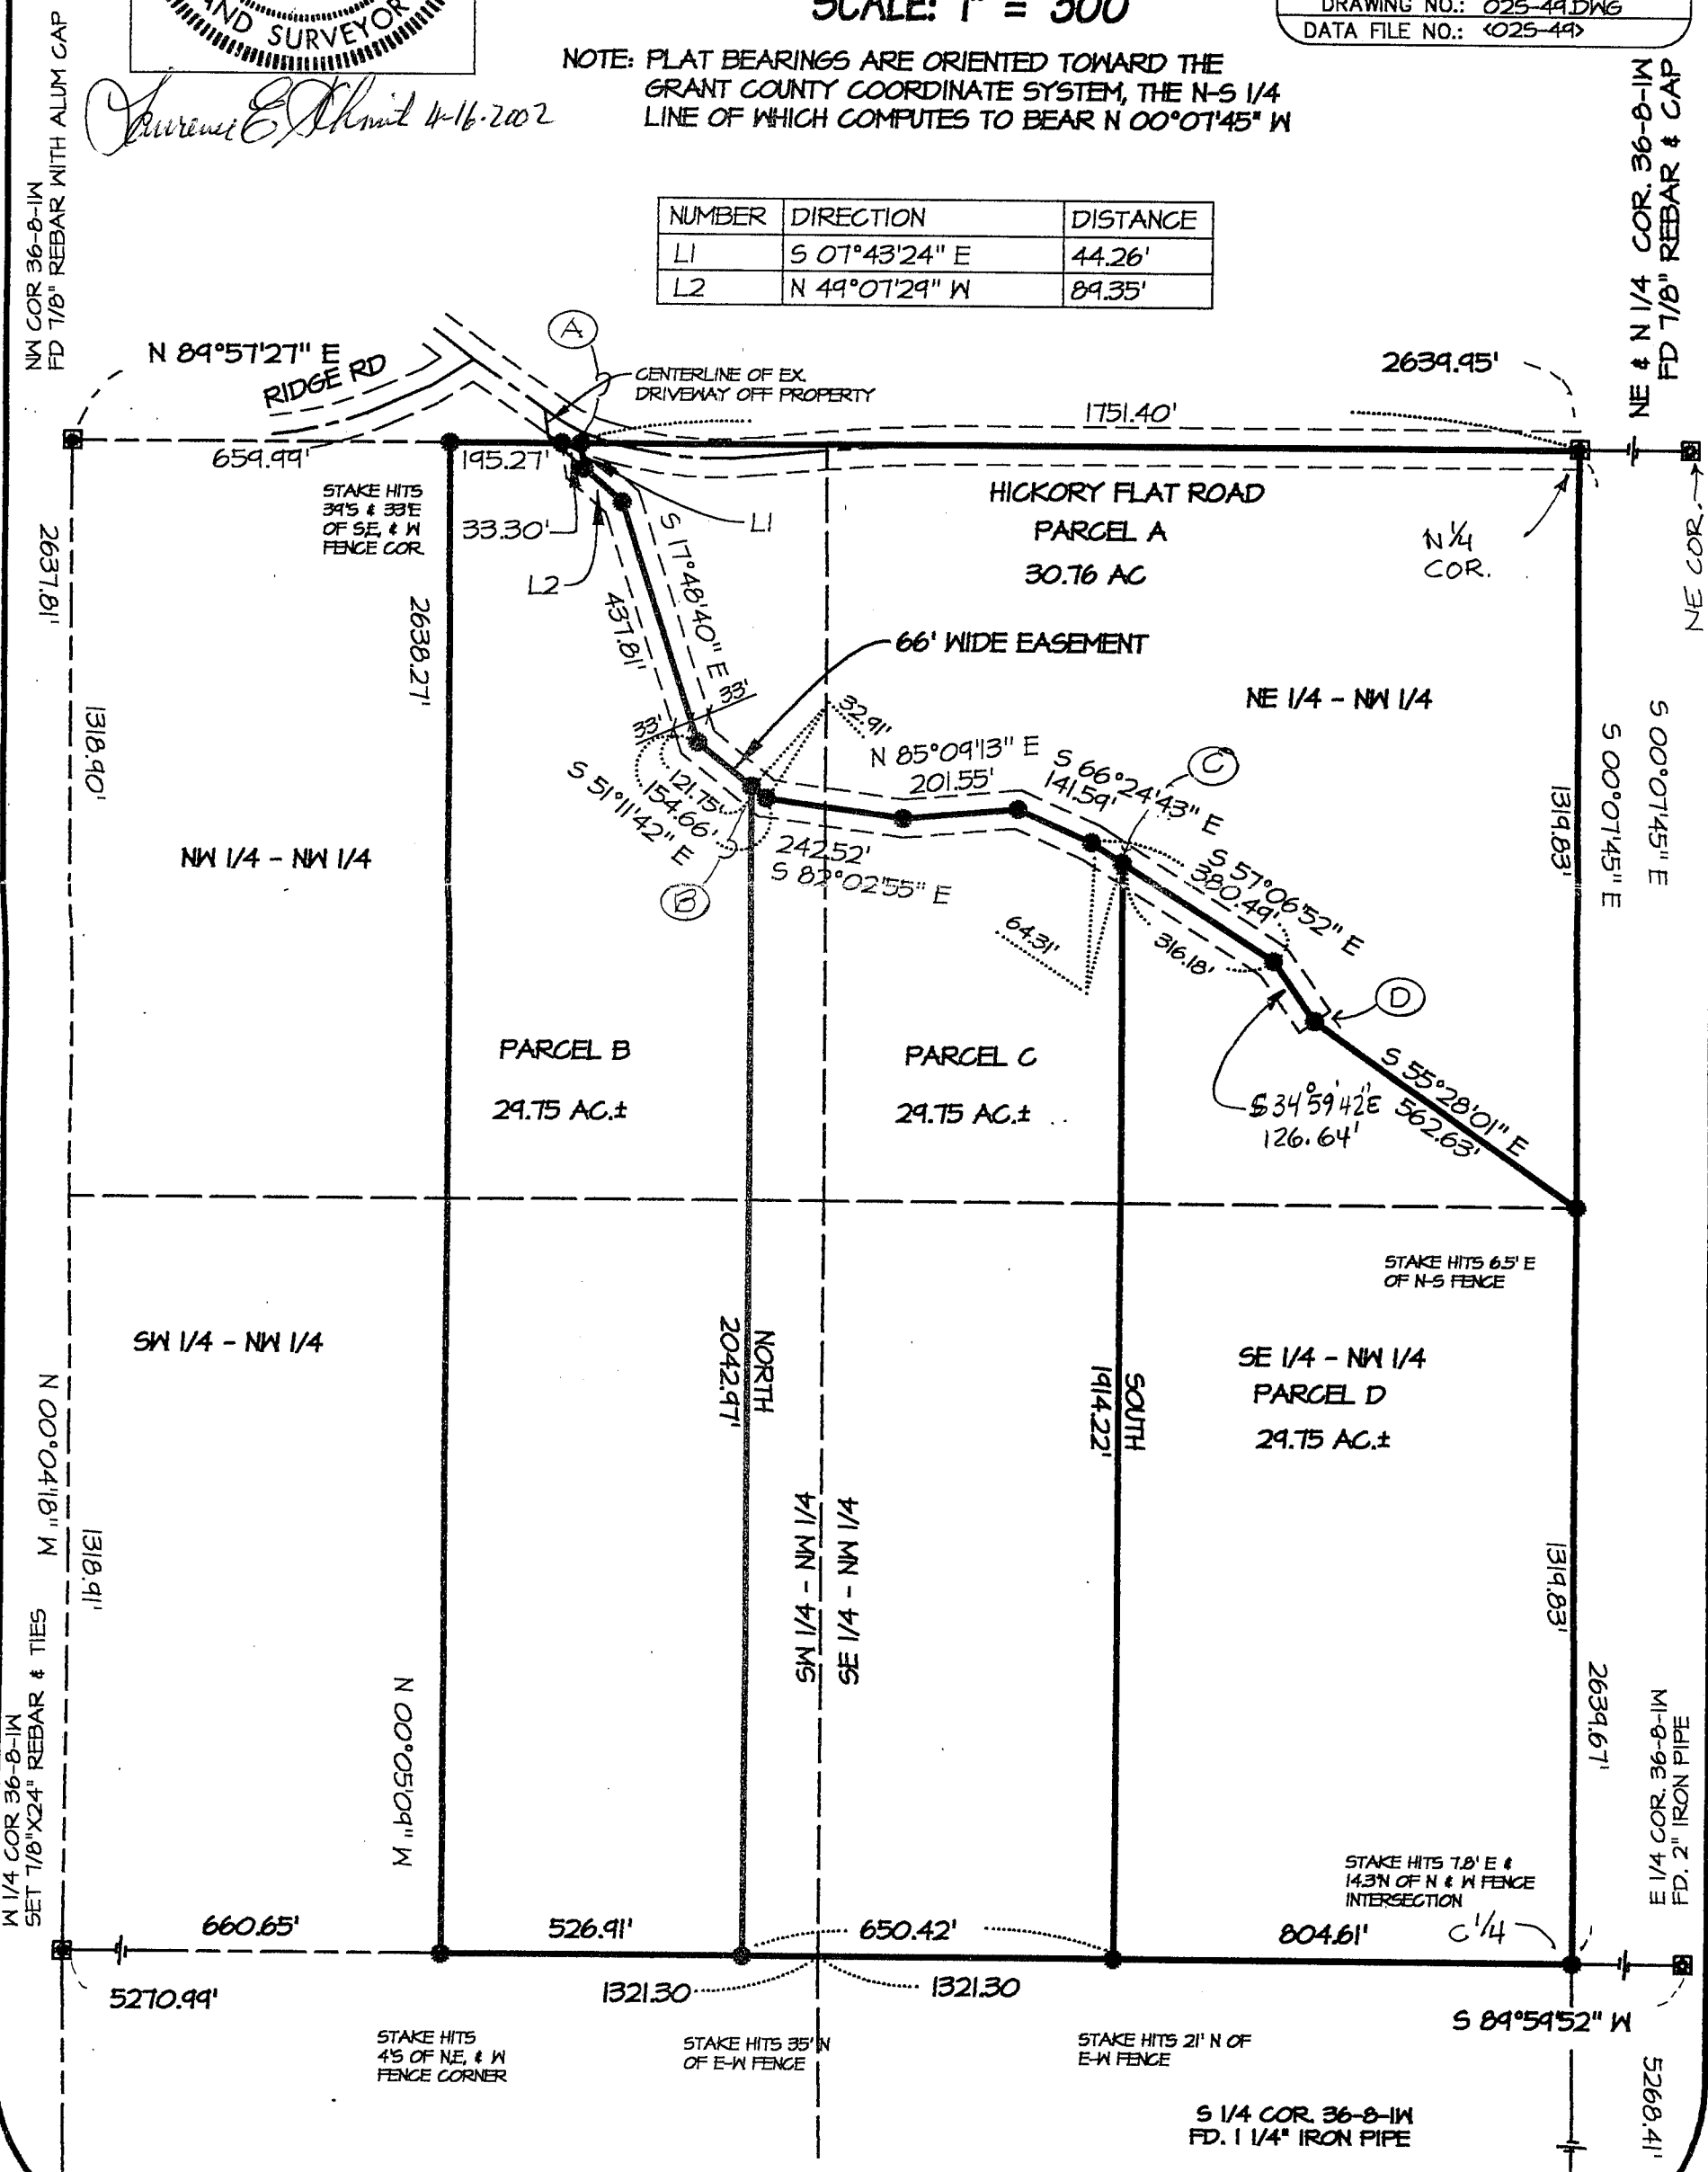 AND SURVEYOR
Laurence E Schmit 4-16-2002
SCALE: 1" = 300'
DRAWING NO.: 025-49.DWG
DATA FILE NO.: <025-49>
NOTE: PLAT BEARINGS ARE ORIENTED TOWARD THE
GRANT COUNTY COORDINATE SYSTEM, THE N-S 1/4
LINE OF WHICH COMPUTES TO BEAR N 00°07'45" W
NW COR 36-8-1W
FD 7/8" REBAR WITH ALUM CAP
NE & N 1/4 COR. 36-8-1W
FD 7/8" REBAR & CAP
NUMBER DIRECTION DISTANCE
L1 S 07°43'24" E 44.26'
L2 N 49°07'29" W 89.35'
A
N 89°57'27" E
RIDGE RD
CENTERLINE OF EX.
DRIVEWAY OFF PROPERTY
2639.95'
1751.40'
659.99'
195.27'
STAKE HITS
39'S & 33'E
OF S,E, & W
FENCE COR.
33.30'
L1
L2
HICKORY FLAT ROAD
PARCEL A
30.76 AC
N 1/4
COR.
NE COR.
2637.81'
2638.27'
437.81'
S 17°48'40" E
66' WIDE EASEMENT
33'
33'
32.91'
NE 1/4 - NW 1/4
1318.90'
S 51°11'42" E
154.66'
121.75'
N 85°09'13" E
201.55'
S 66°24'43" E
141.59'
C
S 00°07'45" E
S 00°07'45" E
1319.83'
NW 1/4 - NW 1/4
242.52'
S 82°02'55" E
B
S 57°06'52" E
380.49'
64.31'
316.18'
D
PARCEL B
29.75 AC.±
PARCEL C
29.75 AC.±
S 34°59'42" E
126.64'
S 55°28'01" E
562.63'
STAKE HITS 6.5' E
OF N-S FENCE
SW 1/4 - NW 1/4
NORTH
2042.97'
SOUTH
1914.22'
SE 1/4 - NW 1/4
PARCEL D
29.75 AC.±
N 00°04'18" W
1318.91'
SW 1/4 - NW 1/4
SE 1/4 - NW 1/4
1319.83'
2639.67'
N 00°05'09" W
W 1/4 COR 36-8-1W
SET 7/8"X24" REBAR & TIES
E 1/4 COR. 36-8-1W
FD. 2" IRON PIPE
STAKE HITS 7.8' E &
14.3'N OF N & W FENCE
INTERSECTION
C 1/4
660.65'
526.91'
650.42'
804.61'
5270.99'
1321.30
1321.30
S 89°59'52" W
STAKE HITS
4'S OF N,E, & W
FENCE CORNER
STAKE HITS 35' N
OF E-W FENCE
STAKE HITS 21' N OF
E-W FENCE
5268.41'
S 1/4 COR. 36-8-1W
FD. 1 1/4" IRON PIPE